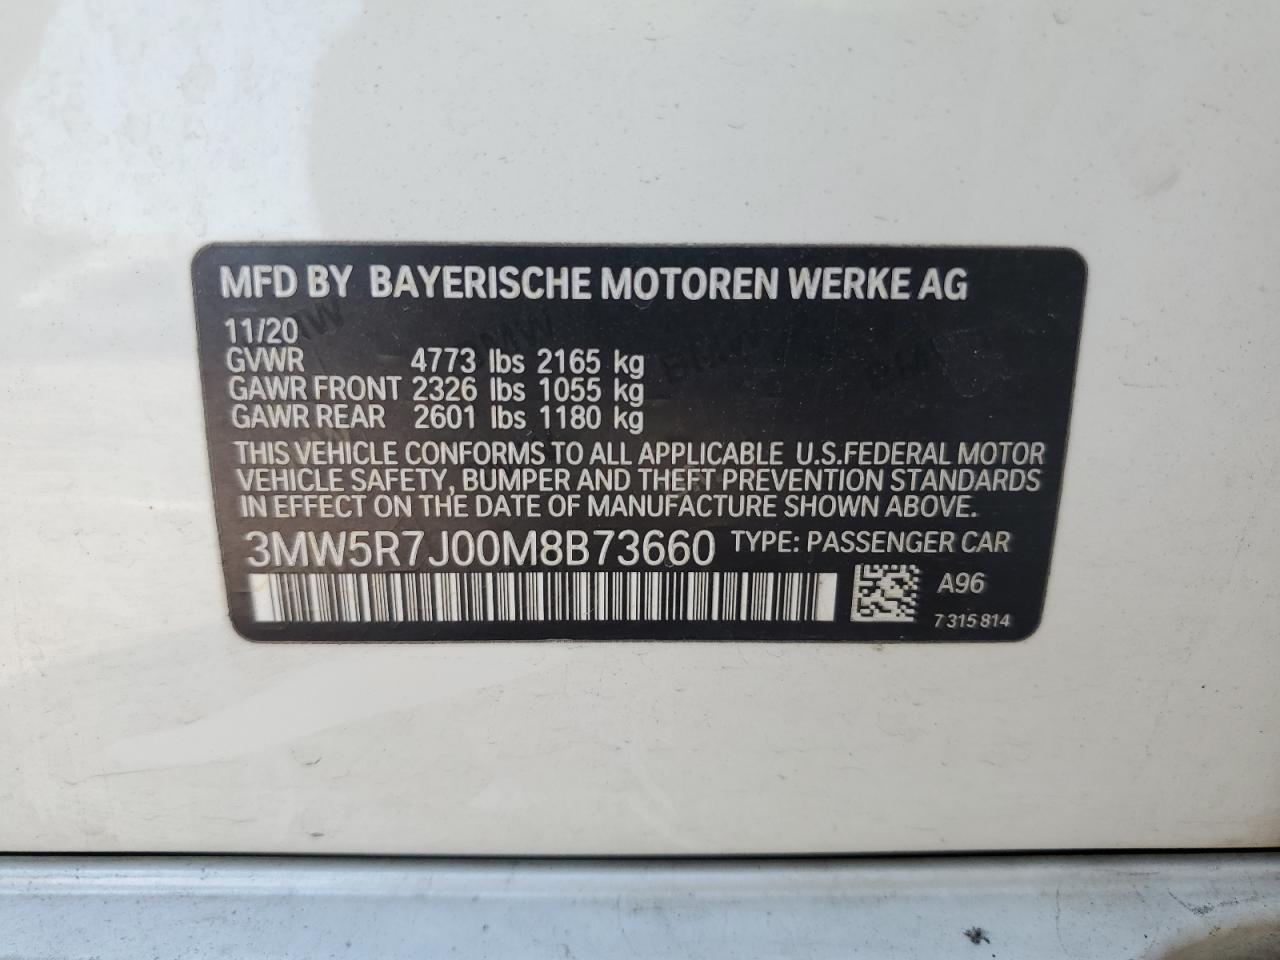 MFD BY BAYERISCHE MOTOREN WERKE AG
11/20
GVWR 4773 lbs 2165 kg
GAWR FRONT 2326 lbs 1055 kg
GAWR REAR 2601 lbs 1180 kg
THIS VEHICLE CONFORMS TO ALL APPLICABLE U.S.FEDERAL MOTOR
VEHICLE SAFETY, BUMPER AND THEFT PREVENTION STANDARDS
IN EFFECT ON THE DATE OF MANUFACTURE SHOWN ABOVE.
3MW5R7J00M8B73660 TYPE: PASSENGER CAR
A96
7 315 814